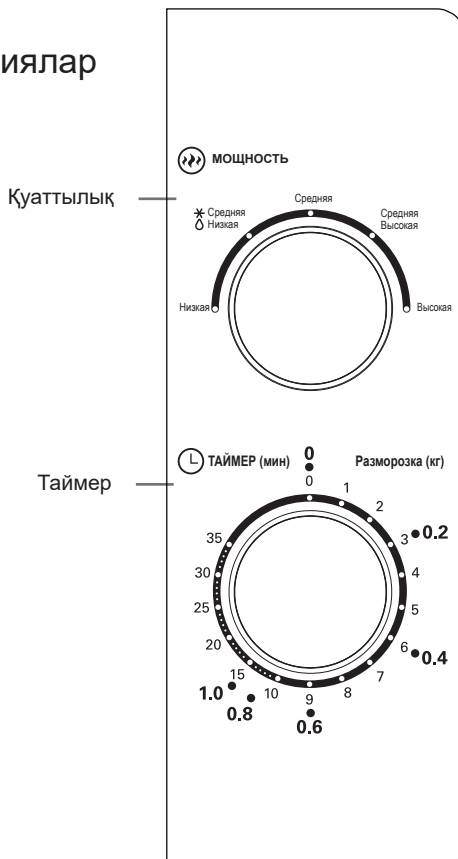 иялар
МОЩНОСТЬ
Қуаттылық
Средняя
Средняя
Низкая
Средняя
Высокая
Низкая
Высокая
ТАЙМЕР (мин)
0
Разморозка (кг)
Таймер
0
1
2
3
0.2
4
5
6
0.4
7
8
9
0.6
10
0.8
15
1.0
20
25
30
35